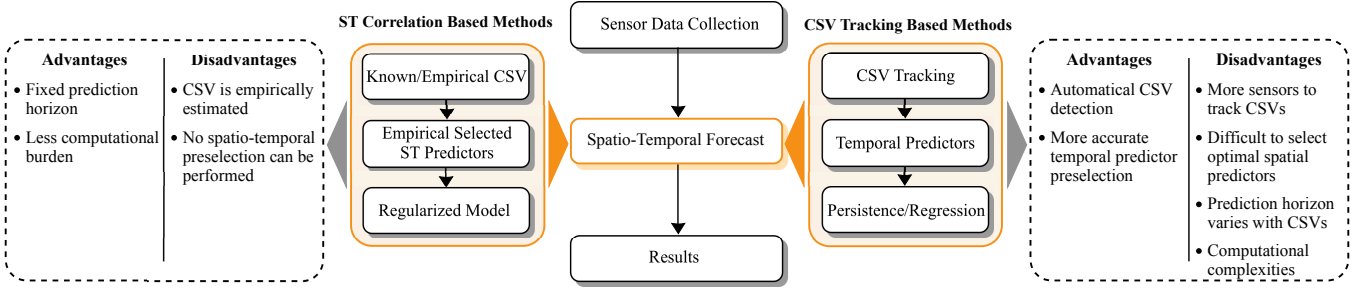 Advantages
• Fixed prediction
horizon
• Less computational
burden
Disadvantages
• CSV is empirically
estimated
• No spatio-temporal
preselection can be
performed
ST Correlation Based Methods
Known/Empirical CSV
Empirical Selected
ST Predictors
Regularized Model
Sensor Data Collection
Spatio-Temporal Forecast
Results
CSV Tracking Based Methods
CSV Tracking
Temporal Predictors
Persistence/Regression
Advantages
• Automatical CSV
detection
• More accurate
temporal predictor
preselection
Disadvantages
• More sensors to
track CSVs
• Difficult to select
optimal spatial
predictors
• Prediction horizon
varies with CSVs
• Computational
complexities